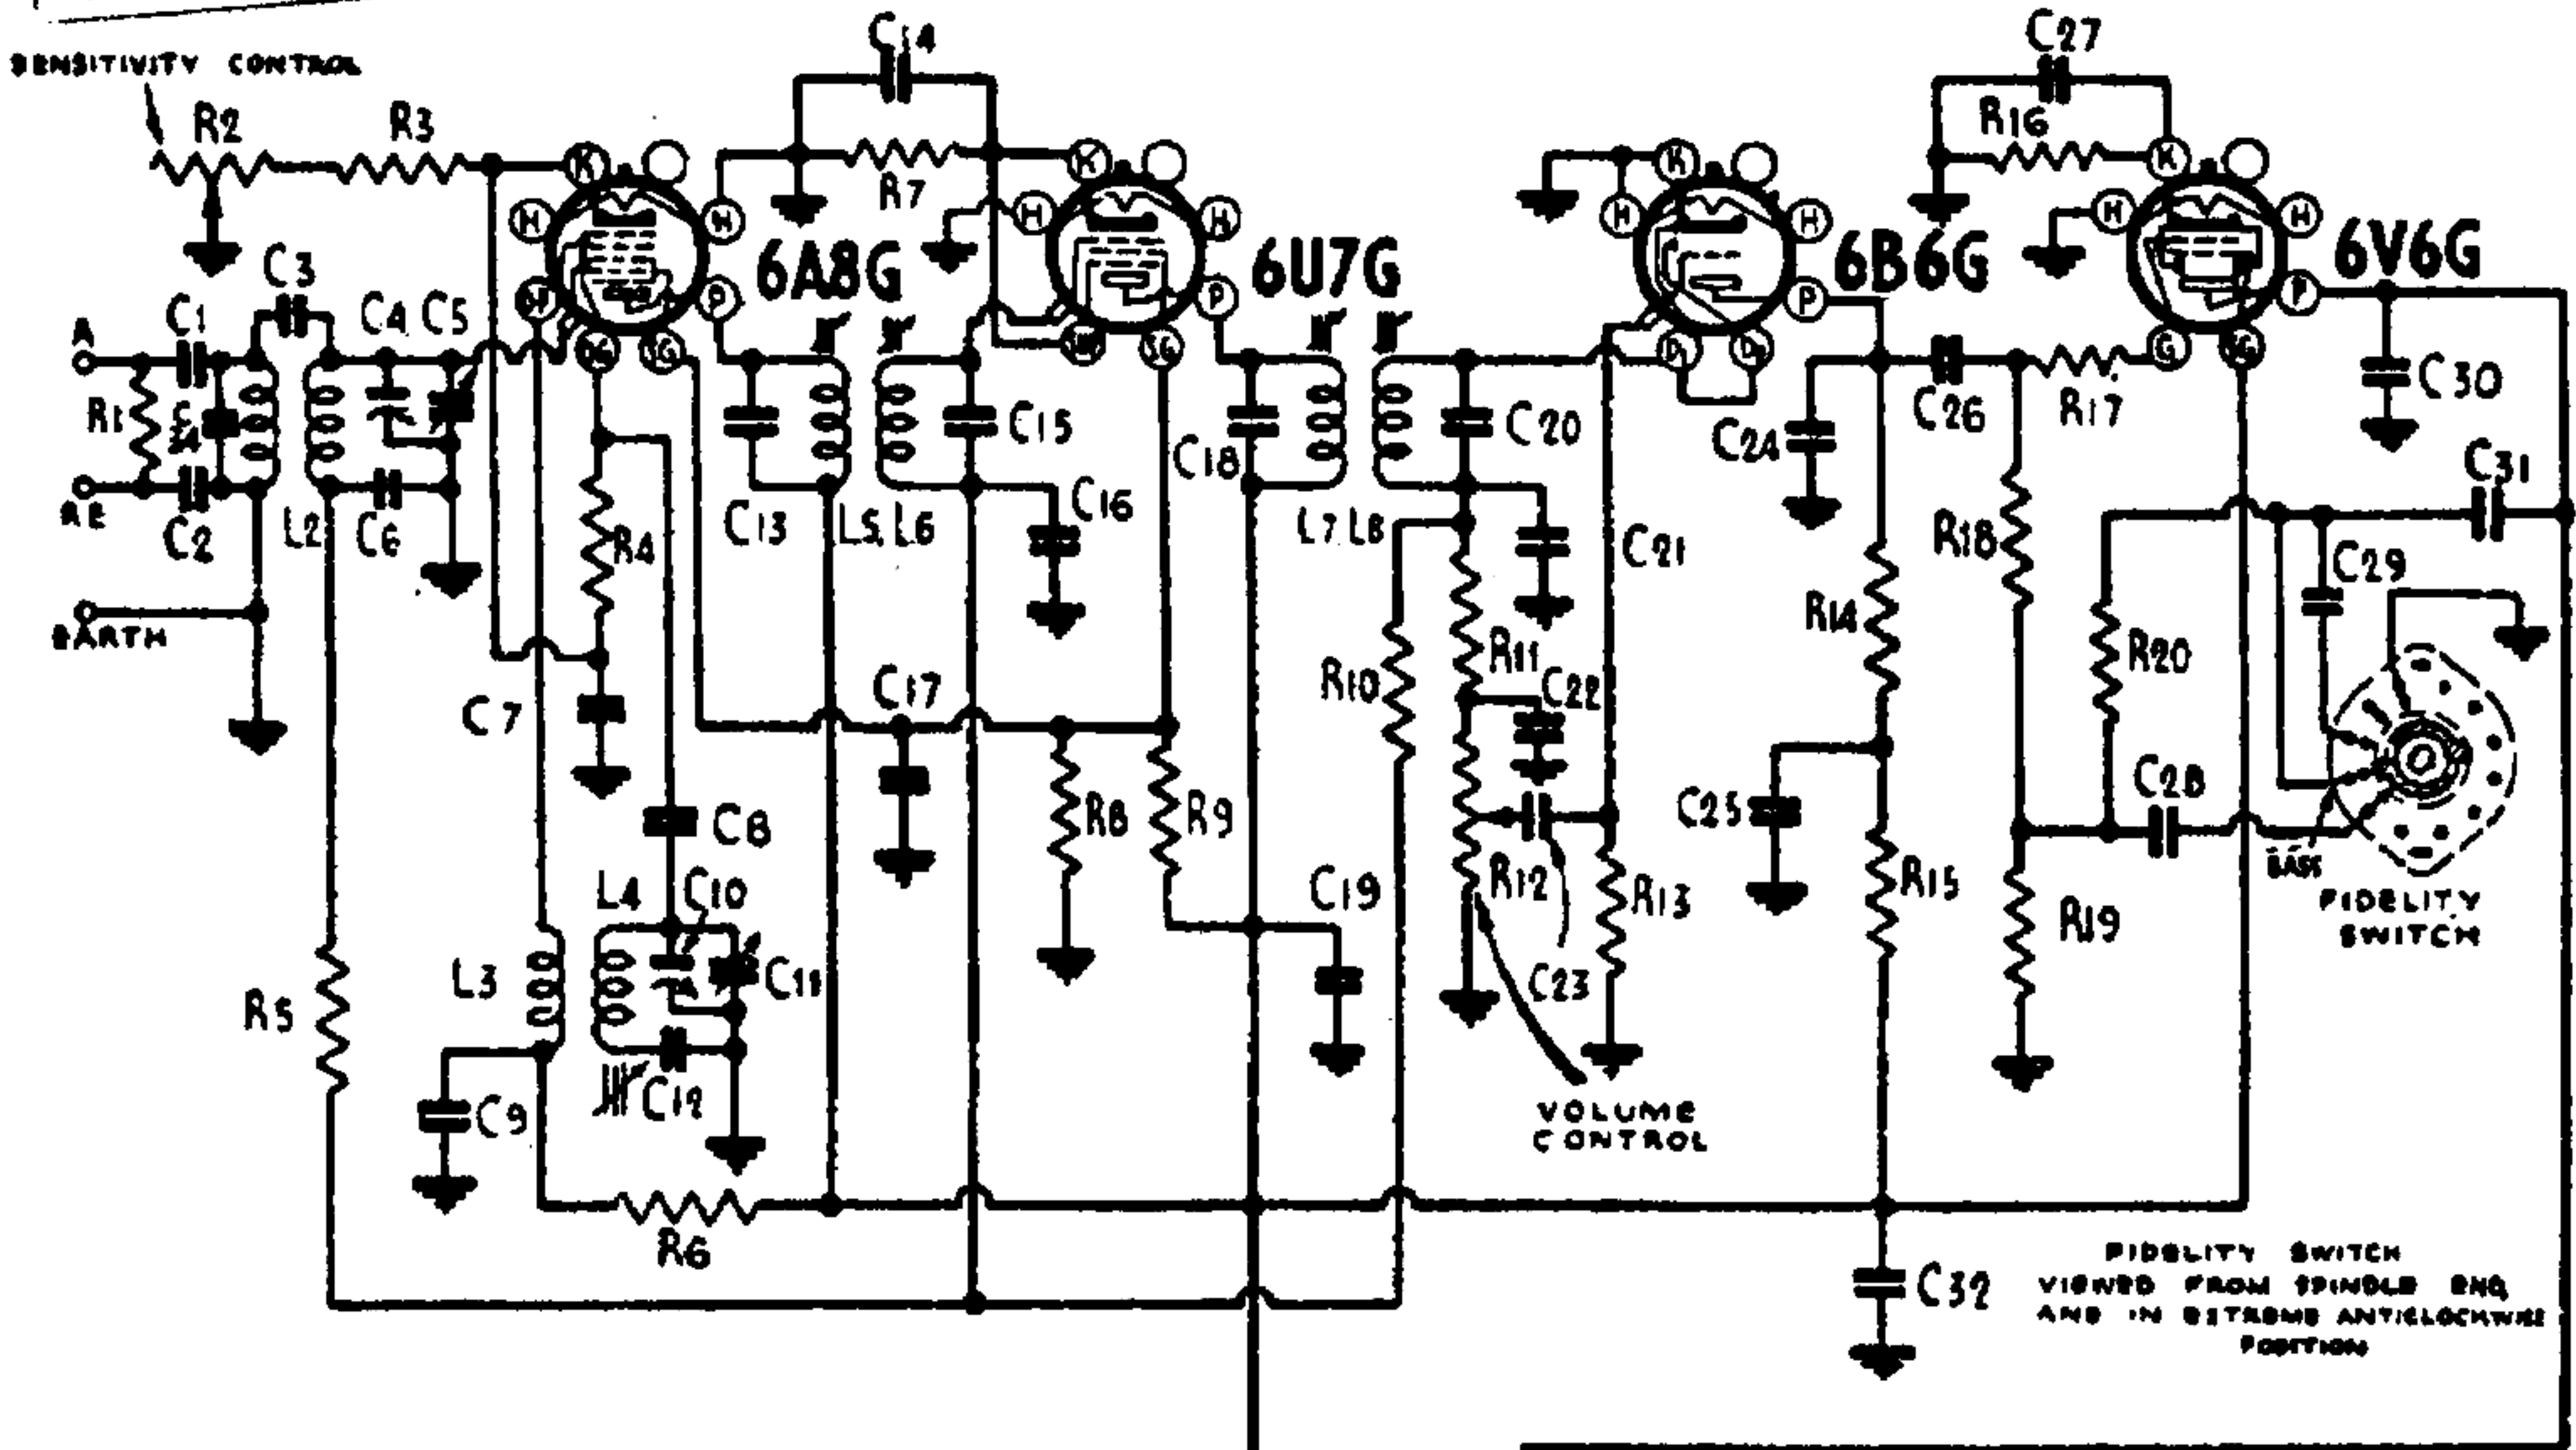 SENSITIVITY CONTROL
R2
R3
C14
R7
C27
R16
K
H
H
K
H
H
K
H
H
K
H
H
6A8G
6U7G
6B6G
6V6G
P
P
P
P
SG
SG
G
SG
A
C1
C3
C4
C5
R1
C34
AE
C2
L2
C6
EARTH
R4
C13
L5
L6
C15
C16
C18
L7
L8
C20
C21
C24
C26
R17
C30
C31
R18
R14
C29
R20
R11
R10
C22
C7
C17
C8
R8
R9
C19
R12
R13
C23
C25
R15
C28
BASS
R19
FIDELITY
SWITCH
L4
C10
L3
C11
R5
C12
C9
VOLUME
CONTROL
R6
C32
FIDELITY SWITCH
VIEWED FROM SPINDLE END
AND IN EXTREME ANTICLOCKWISE
POSITION